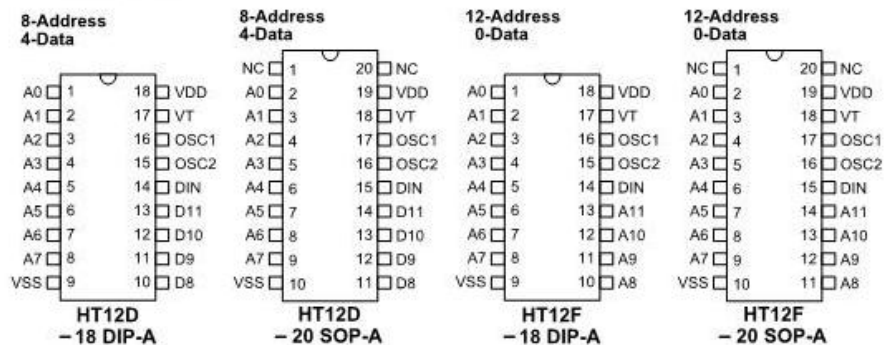 8-Address
4-Data
A0 1 18 VDD
A1 2 17 VT
A2 3 16 OSC1
A3 4 15 OSC2
A4 5 14 DIN
A5 6 13 D11
A6 7 12 D10
A7 8 11 D9
VSS 9 10 D8
HT12D
– 18 DIP-A
8-Address
4-Data
NC 1 20 NC
A0 2 19 VDD
A1 3 18 VT
A2 4 17 OSC1
A3 5 16 OSC2
A4 6 15 DIN
A5 7 14 D11
A6 8 13 D10
A7 9 12 D9
VSS 10 11 D8
HT12D
– 20 SOP-A
12-Address
0-Data
A0 1 18 VDD
A1 2 17 VT
A2 3 16 OSC1
A3 4 15 OSC2
A4 5 14 DIN
A5 6 13 A11
A6 7 12 A10
A7 8 11 A9
VSS 9 10 A8
HT12F
– 18 DIP-A
12-Address
0-Data
NC 1 20 NC
A0 2 19 VDD
A1 3 18 VT
A2 4 17 OSC1
A3 5 16 OSC2
A4 6 15 DIN
A5 7 14 A11
A6 8 13 A10
A7 9 12 A9
VSS 10 11 A8
HT12F
– 20 SOP-A